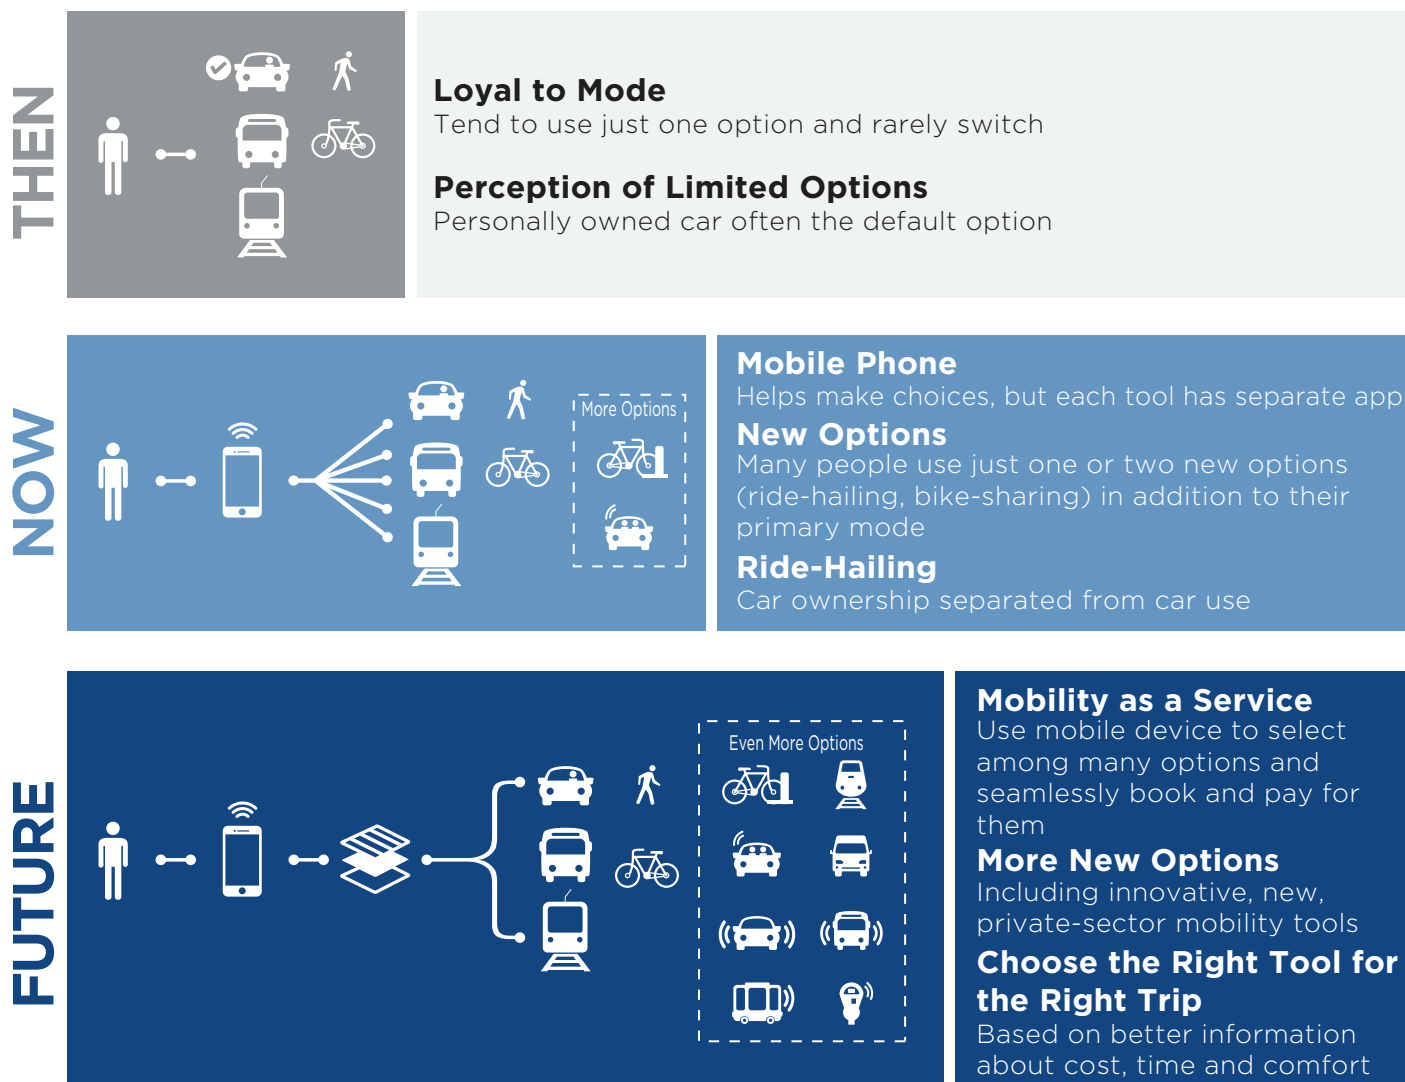 THEN
Loyal to Mode
Tend to use just one option and rarely switch
Perception of Limited Options
Personally owned car often the default option
NOW
More Options
Mobile Phone
Helps make choices, but each tool has separate app
New Options
Many people use just one or two new options
(ride-hailing, bike-sharing) in addition to their
primary mode
Ride-Hailing
Car ownership separated from car use
FUTURE
Even More Options
Mobility as a Service
Use mobile device to select
among many options and
seamlessly book and pay for
them
More New Options
Including innovative, new,
private-sector mobility tools
Choose the Right Tool for
the Right Trip
Based on better information
about cost, time and comfort